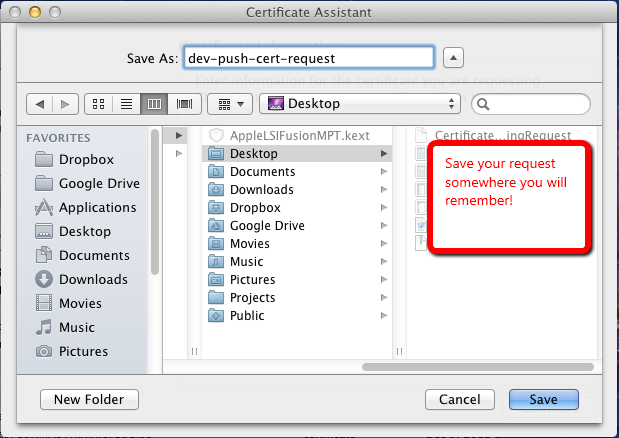 Certificate Assistant
Save As: dev-push-cert-request
Enter information for the certificate you are requesting
Desktop
FAVORITES
Dropbox
Google Drive
Applications
Desktop
Documents
Downloads
Movies
Music
Pictures
AppleLSIFusionMPT.kext
Desktop
Documents
Downloads
Dropbox
Google Drive
Movies
Music
Pictures
Projects
Public
Certificate...ingRequest
Save your request
somewhere you will
remember!
New Folder
Cancel
Save